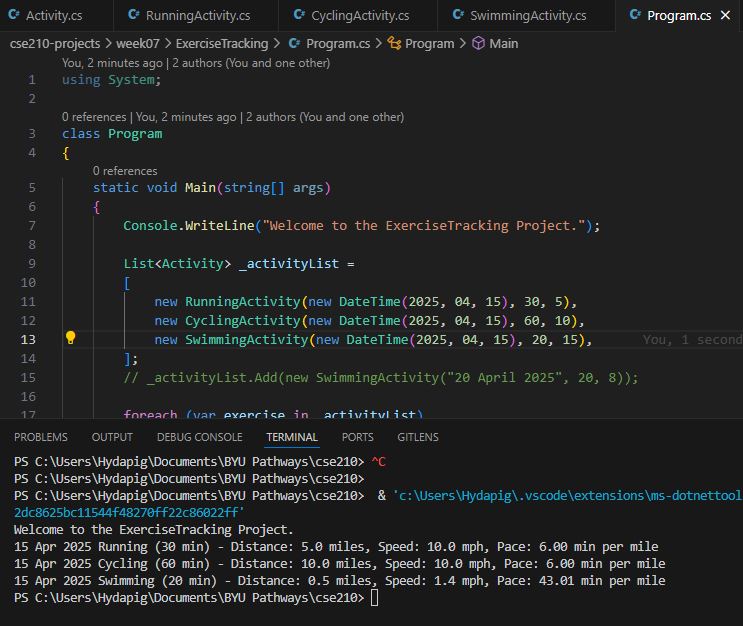 C# Activity.cs C# RunningActivity.cs C# CyclingActivity.cs C# SwimmingActivity.cs C# Program.cs X
cse210-projects > week07 > ExerciseTracking > C# Program.cs > Program > Main
You, 2 minutes ago | 2 authors (You and one other)
1 using System;
2
0 references | You, 2 minutes ago | 2 authors (You and one other)
3 class Program
4 {
0 references
5 static void Main(string[] args)
6 {
7 Console.WriteLine("Welcome to the ExerciseTracking Project.");
8
9 List<Activity> _activityList =
10 [
11 new RunningActivity(new DateTime(2025, 04, 15), 30, 5),
12 new CyclingActivity(new DateTime(2025, 04, 15), 60, 10),
13 new SwimmingActivity(new DateTime(2025, 04, 15), 20, 15), You, 1 second
14 ];
15 // _activityList.Add(new SwimmingActivity("20 April 2025", 20, 8));
16
17 foreach (var exercise in _activityList)
PROBLEMS OUTPUT DEBUG CONSOLE TERMINAL PORTS GITLENS
PS C:\Users\Hydapig\Documents\BYU Pathways\cse210> ^C
PS C:\Users\Hydapig\Documents\BYU Pathways\cse210>
PS C:\Users\Hydapig\Documents\BYU Pathways\cse210> & 'c:\Users\Hydapig\.vscode\extensions\ms-dotnettool
2dc8625bc11544f48270ff22c86022ff'
Welcome to the ExerciseTracking Project.
15 Apr 2025 Running (30 min) - Distance: 5.0 miles, Speed: 10.0 mph, Pace: 6.00 min per mile
15 Apr 2025 Cycling (60 min) - Distance: 10.0 miles, Speed: 10.0 mph, Pace: 6.00 min per mile
15 Apr 2025 Swimming (20 min) - Distance: 0.5 miles, Speed: 1.4 mph, Pace: 43.01 min per mile
PS C:\Users\Hydapig\Documents\BYU Pathways\cse210>